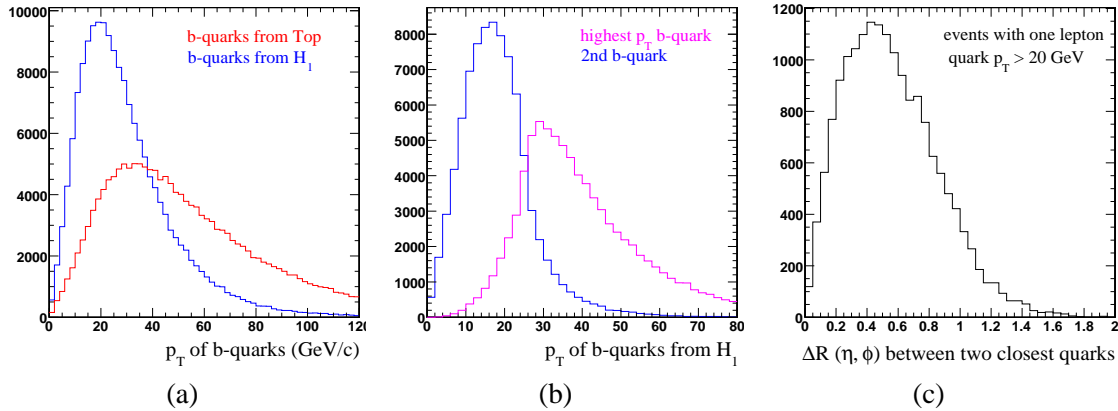 10000
8000
6000
4000
2000
0
0 20 40 60 80 100 120
b-quarks from Top
b-quarks from H₁
p_T of b-quarks (GeV/c)
(a)
8000
7000
6000
5000
4000
3000
2000
1000
0
0 10 20 30 40 50 60 70 80
highest p_T b-quark
2nd b-quark
p_T of b-quarks from H₁
(b)
1200
1000
800
600
400
200
0
0 0.2 0.4 0.6 0.8 1 1.2 1.4 1.6 1.8 2
events with one lepton
quark p_T > 20 GeV
ΔR (η, ϕ) between two closest quarks
(c)